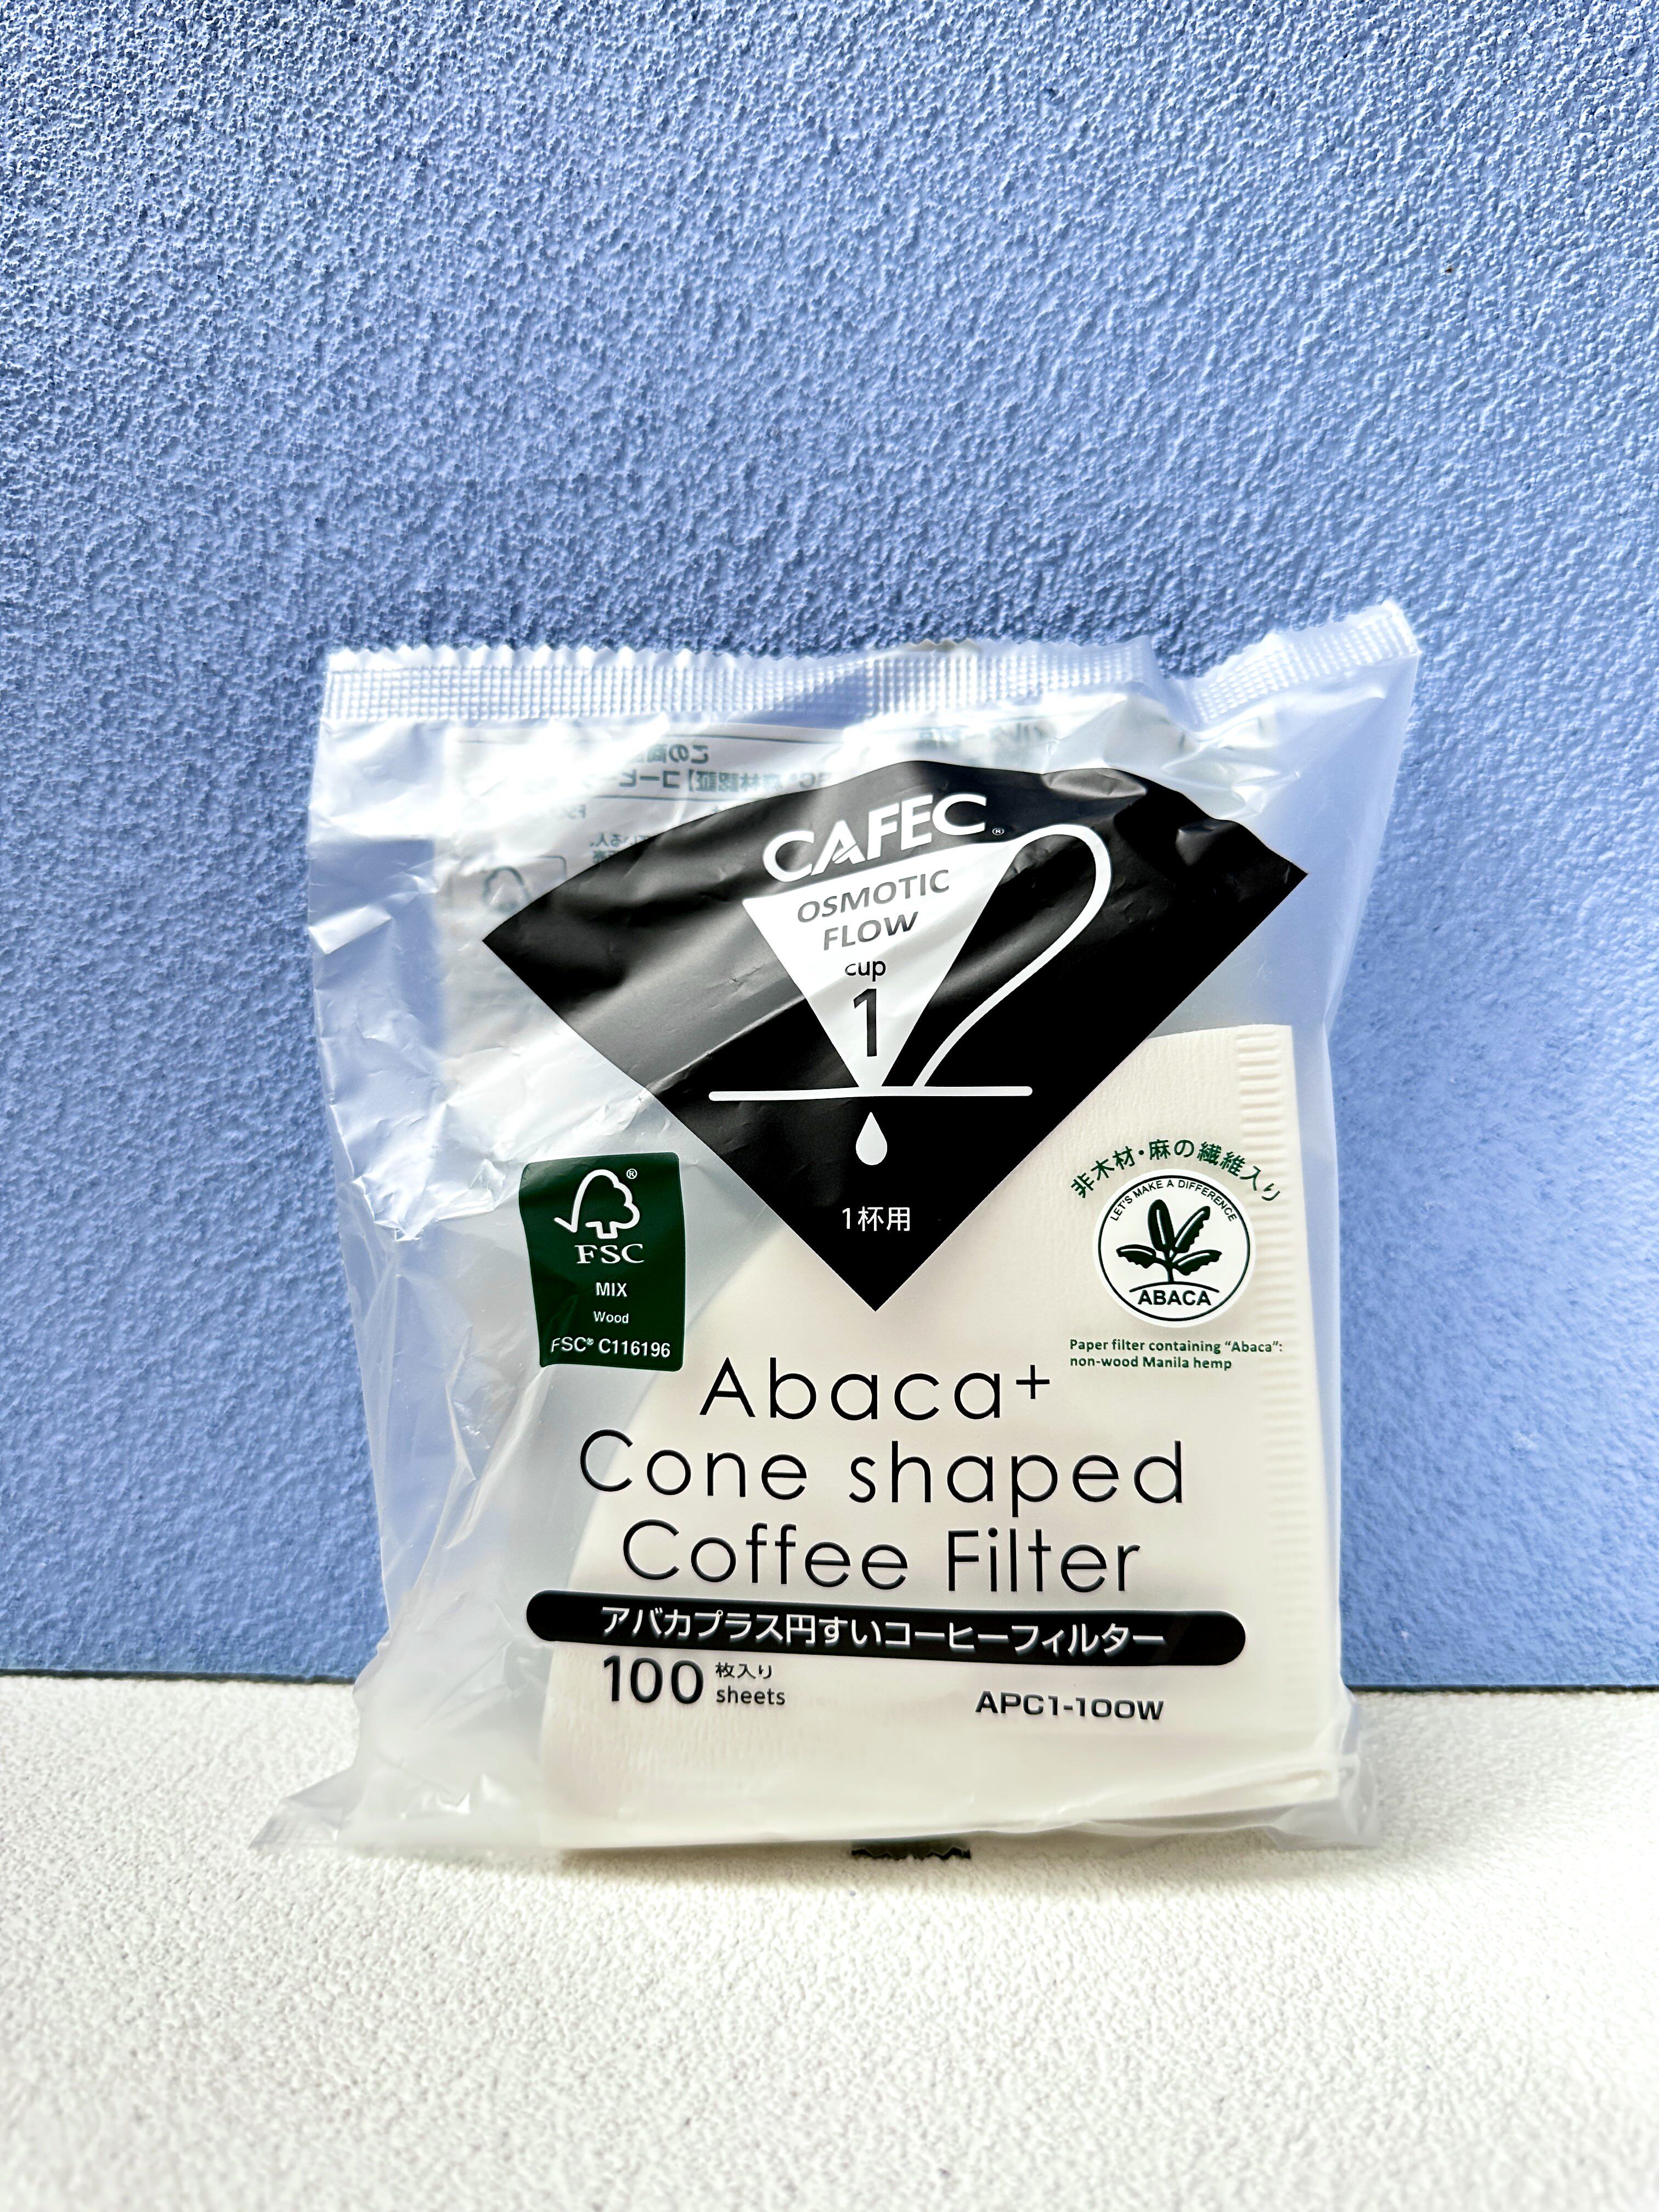 CAFEC®
OSMOTIC
FLOW
cup
1
1杯用
FSC®
MIX
Wood
FSC® C116196
非木材・麻の繊維入り
LET'S MAKE A DIFFERENCE
ABACA
Paper filter containing “Abaca”:
non-wood Manila hemp
Abaca+
Cone shaped
Coffee Filter
アバカプラス円すいコーヒーフィルター
100 枚入り
sheets
APC1-100W